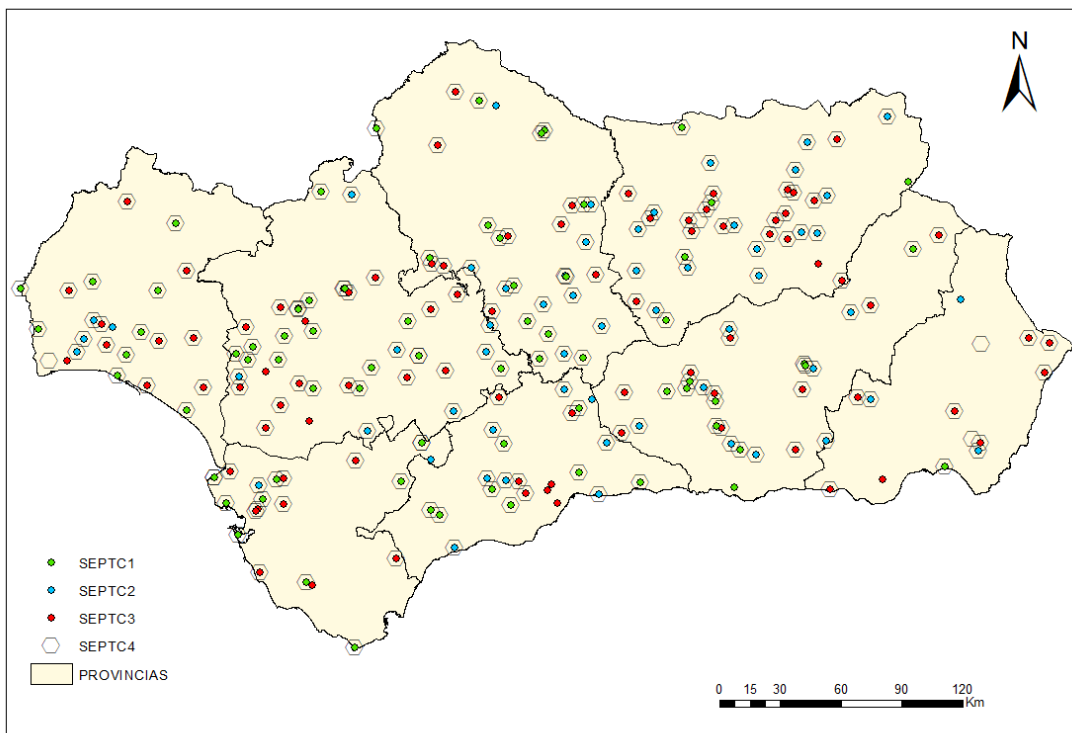 N
SEPTC1
SEPTC2
SEPTC3
SEPTC4
PROVINCIAS
0 15 30 60 90 120
Km